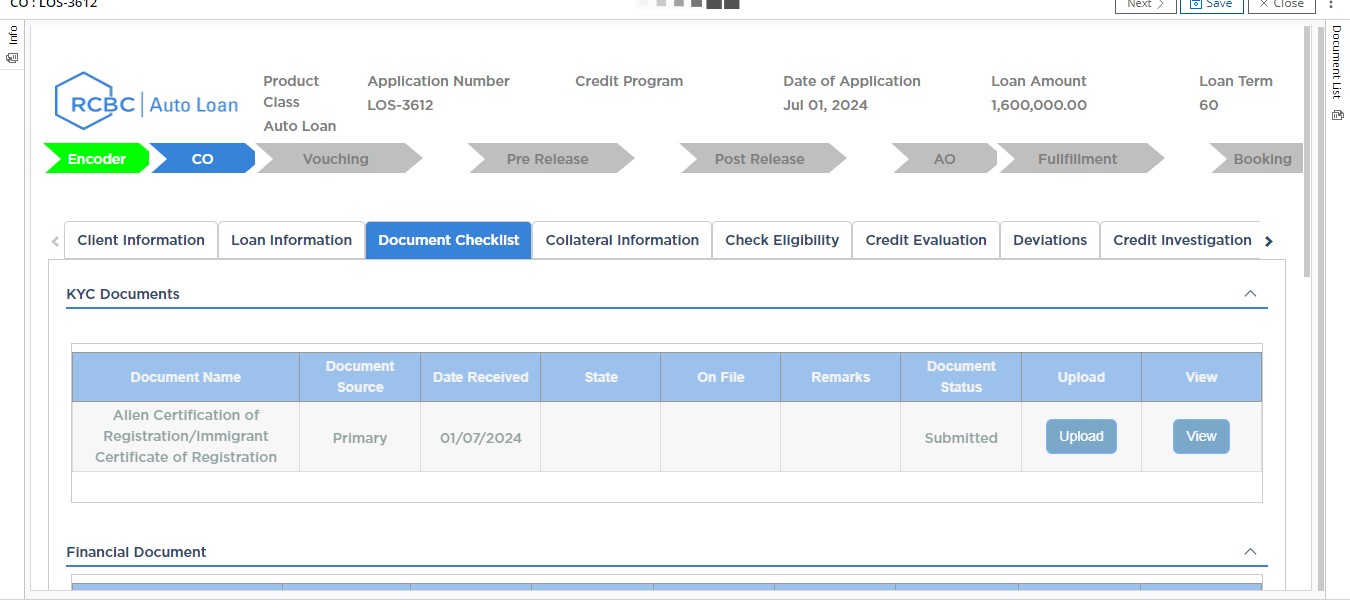 CO : LOS-3612
Next
Save
Close
Info
Document List
RCBC Auto Loan
Product Class
Auto Loan
Application Number
LOS-3612
Credit Program
Date of Application
Jul 01, 2024
Loan Amount
1,600,000.00
Loan Term
60
Encoder
CO
Vouching
Pre Release
Post Release
AO
Fullfillment
Booking
Client Information
Loan Information
Document Checklist
Collateral Information
Check Eligibility
Credit Evaluation
Deviations
Credit Investigation
KYC Documents
Document Name
Document Source
Date Received
State
On File
Remarks
Document Status
Upload
View
Alien Certification of
Registration/Immigrant
Certificate of Registration
Primary
01/07/2024
Submitted
Upload
View
Financial Document